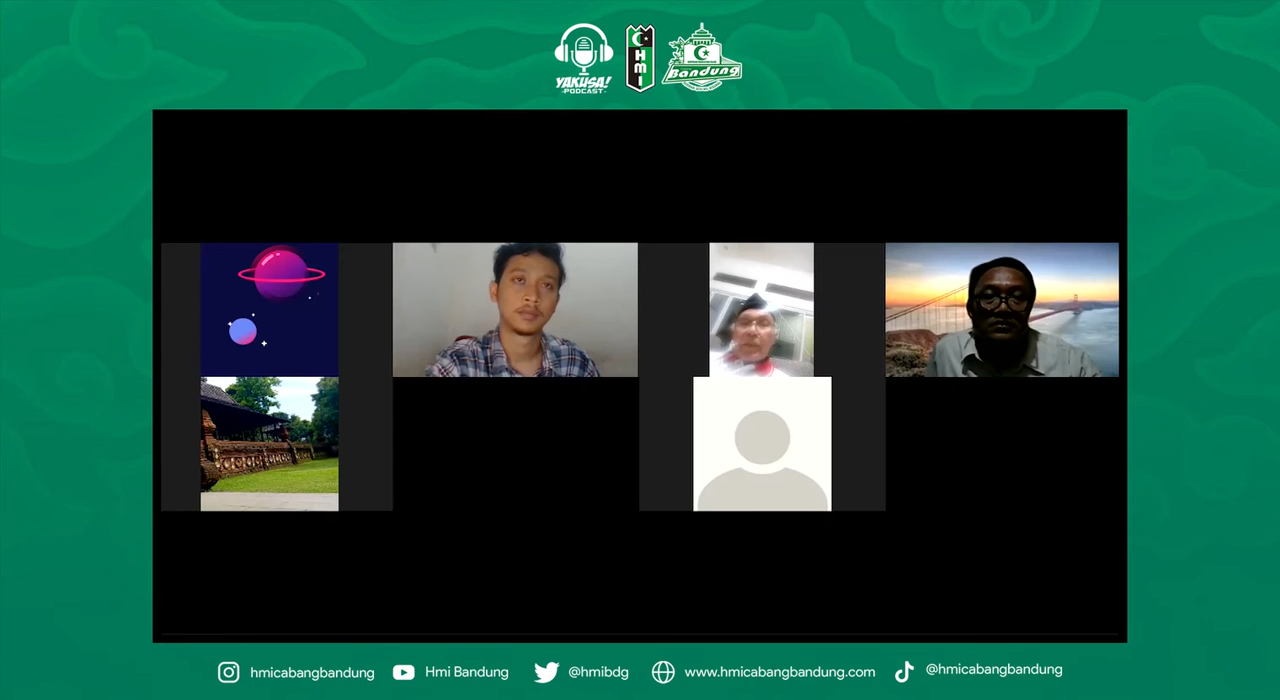 YAKUSA!
-PODCAST-
HMI
Bandung
hmicabangbandung
Hmi Bandung
@hmibdg
www.hmicabangbandung.com
@hmicabangbandung